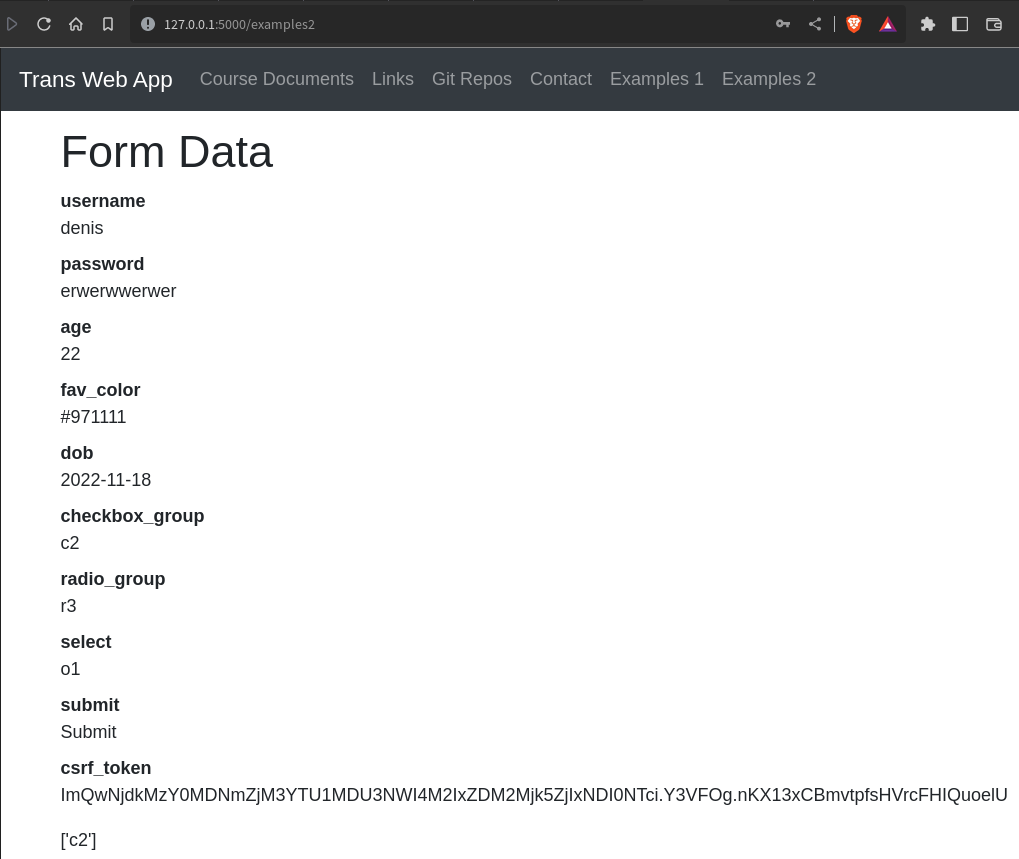 127.0.0.1:5000/examples2
Trans Web App Course Documents Links Git Repos Contact Examples 1 Examples 2
Form Data
username
denis
password
erwerwwerwer
age
22
fav_color
#971111
dob
2022-11-18
checkbox_group
c2
radio_group
r3
select
o1
submit
Submit
csrf_token
ImQwNjdkMzY0MDNmZjM3YTU1MDU3NWI4M2IxZDM2Mjk5ZjIxNDI0NTci.Y3VFOg.nKX13xCBmvtpfsHVrcFHIQuoelU
['c2']